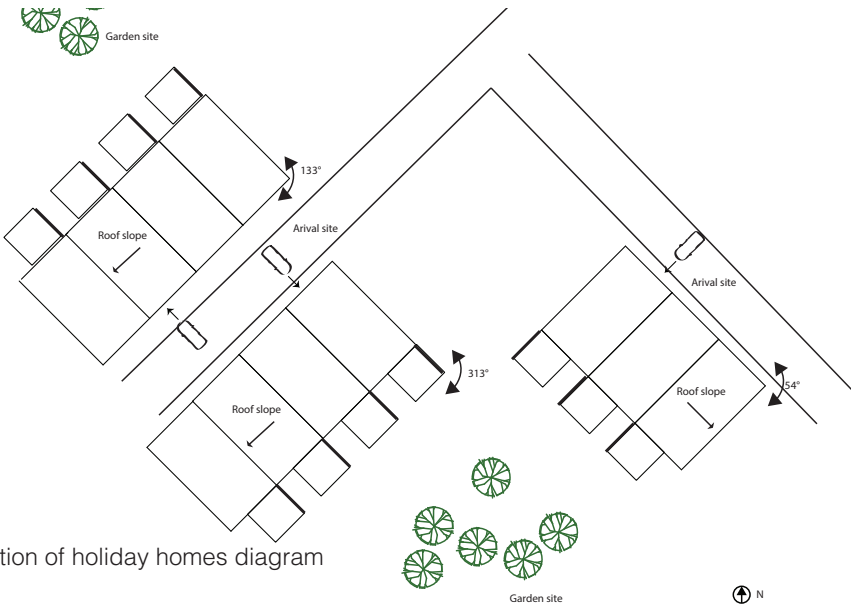 Garden site
133°
Roof slope
Arival site
Arival site
313°
54°
Roof slope
Roof slope
tion of holiday homes diagram
Garden site
N